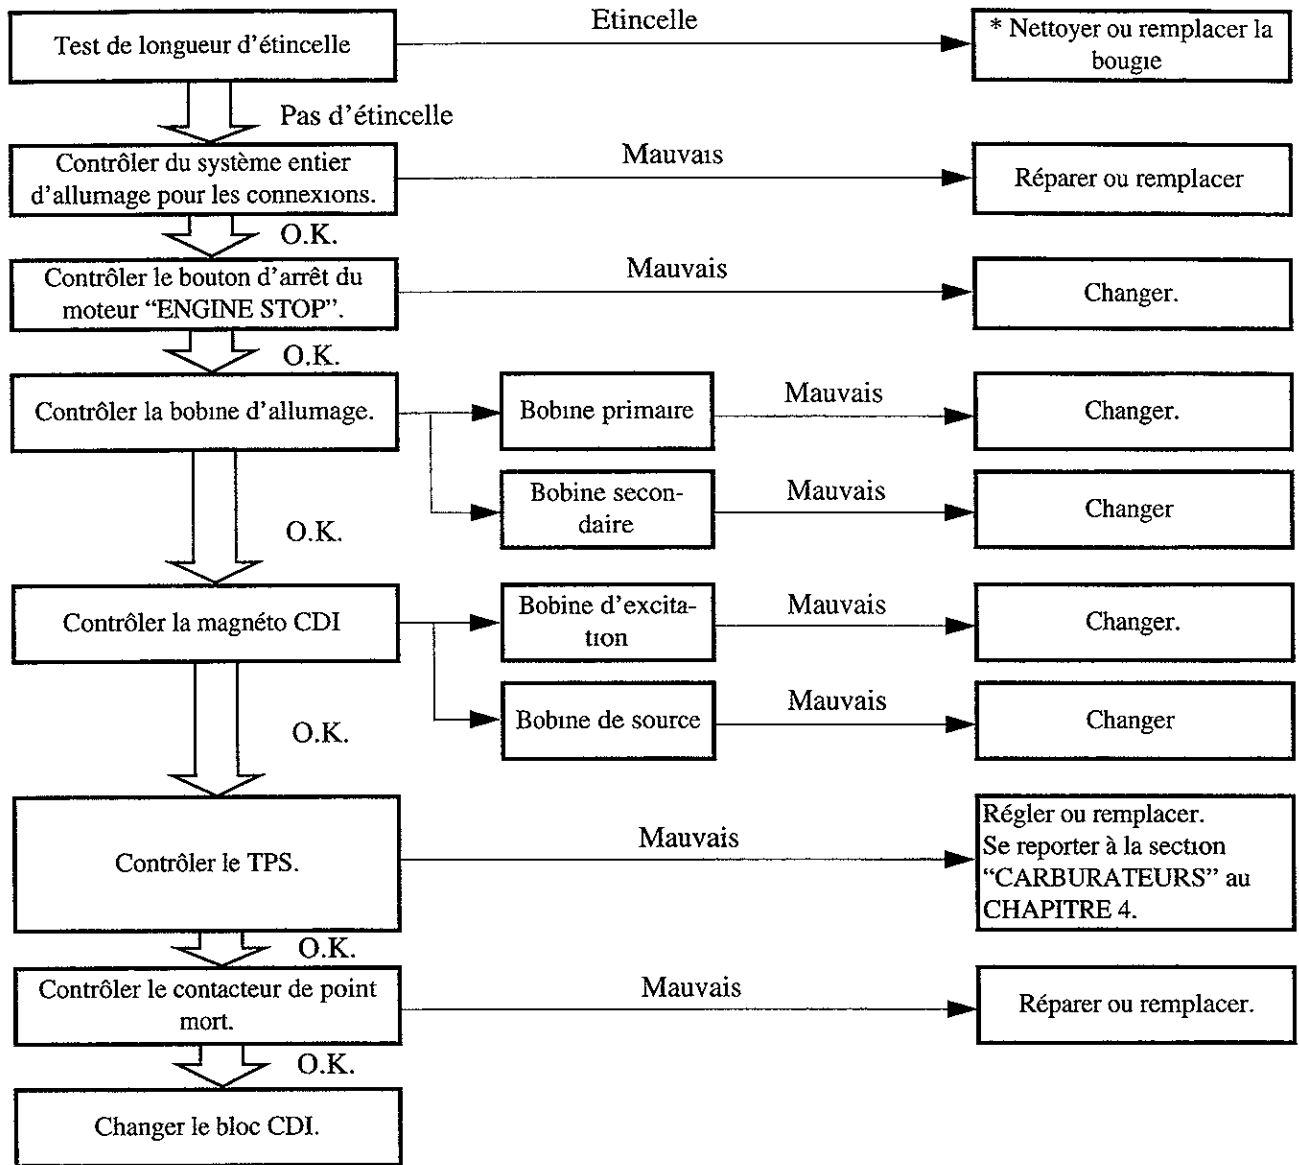 Test de longueur d'étincelle
Etincelle
* Nettoyer ou remplacer la
bougie
Pas d'étincelle
Contrôler du système entier
d'allumage pour les connexions.
Mauvais
Réparer ou remplacer
O.K.
Contrôler le bouton d'arrêt du
moteur “ENGINE STOP”.
Mauvais
Changer.
O.K.
Contrôler la bobine d'allumage.
Bobine primaire
Mauvais
Changer.
Bobine secon-
daire
Mauvais
Changer
O.K.
Contrôler la magnéto CDI
Bobine d'excita-
tion
Mauvais
Changer.
Bobine de source
Mauvais
Changer
O.K.
Contrôler le TPS.
Mauvais
Régler ou remplacer.
Se reporter à la section
“CARBURATEURS” au
CHAPITRE 4.
O.K.
Contrôler le contacteur de point
mort.
Mauvais
Réparer ou remplacer.
O.K.
Changer le bloc CDI.